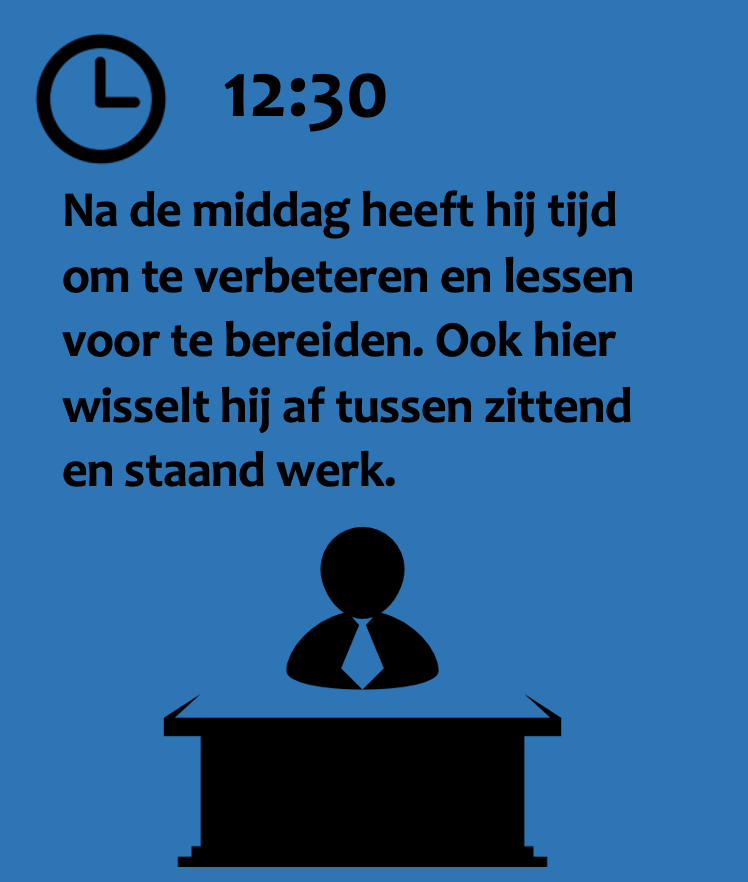 12:30
Na de middag heeft hij tijd
om te verbeteren en lessen
voor te bereiden. Ook hier
wisselt hij af tussen zittend
en staand werk.